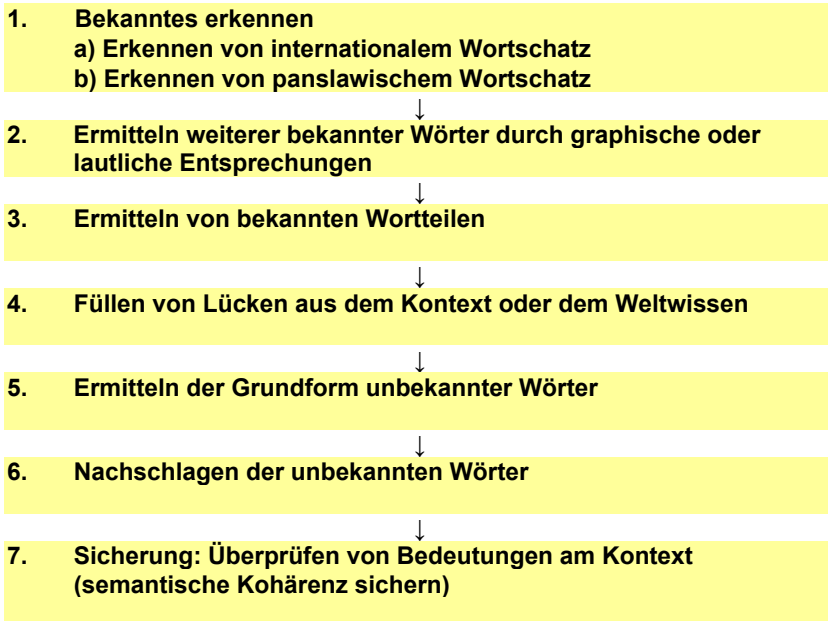 1. Bekanntes erkennen
a) Erkennen von internationalem Wortschatz
b) Erkennen von panslawischem Wortschatz
↓
2. Ermitteln weiterer bekannter Wörter durch graphische oder
lautliche Entsprechungen
↓
3. Ermitteln von bekannten Wortteilen
↓
4. Füllen von Lücken aus dem Kontext oder dem Weltwissen
↓
5. Ermitteln der Grundform unbekannter Wörter
↓
6. Nachschlagen der unbekannten Wörter
↓
7. Sicherung: Überprüfen von Bedeutungen am Kontext
(semantische Kohärenz sichern)